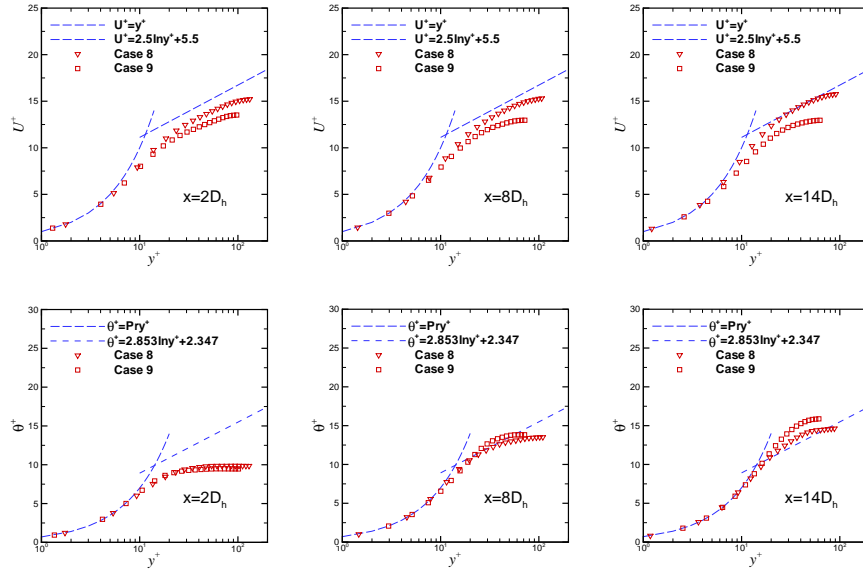 U⁺=y⁺
U⁺=2.5lny⁺+5.5
Case 8
Case 9
x=2Dₕ
U⁺
0 5 10 15 20 25
10⁰ 10¹ 10²
y⁺
U⁺=y⁺
U⁺=2.5lny⁺+5.5
Case 8
Case 9
x=8Dₕ
U⁺
0 5 10 15 20 25
10⁰ 10¹ 10²
y⁺
U⁺=y⁺
U⁺=2.5lny⁺+5.5
Case 8
Case 9
x=14Dₕ
U⁺
0 5 10 15 20 25
10⁰ 10¹ 10²
y⁺
θ⁺=Pry⁺
θ⁺=2.853lny⁺+2.347
Case 8
Case 9
x=2Dₕ
θ⁺
0 5 10 15 20 25 30
10⁰ 10¹ 10²
y⁺
θ⁺=Pry⁺
θ⁺=2.853lny⁺+2.347
Case 8
Case 9
x=8Dₕ
θ⁺
0 5 10 15 20 25 30
10⁰ 10¹ 10²
y⁺
θ⁺=Pry⁺
θ⁺=2.853lny⁺+2.347
Case 8
Case 9
x=14Dₕ
θ⁺
0 5 10 15 20 25 30
10⁰ 10¹ 10²
y⁺